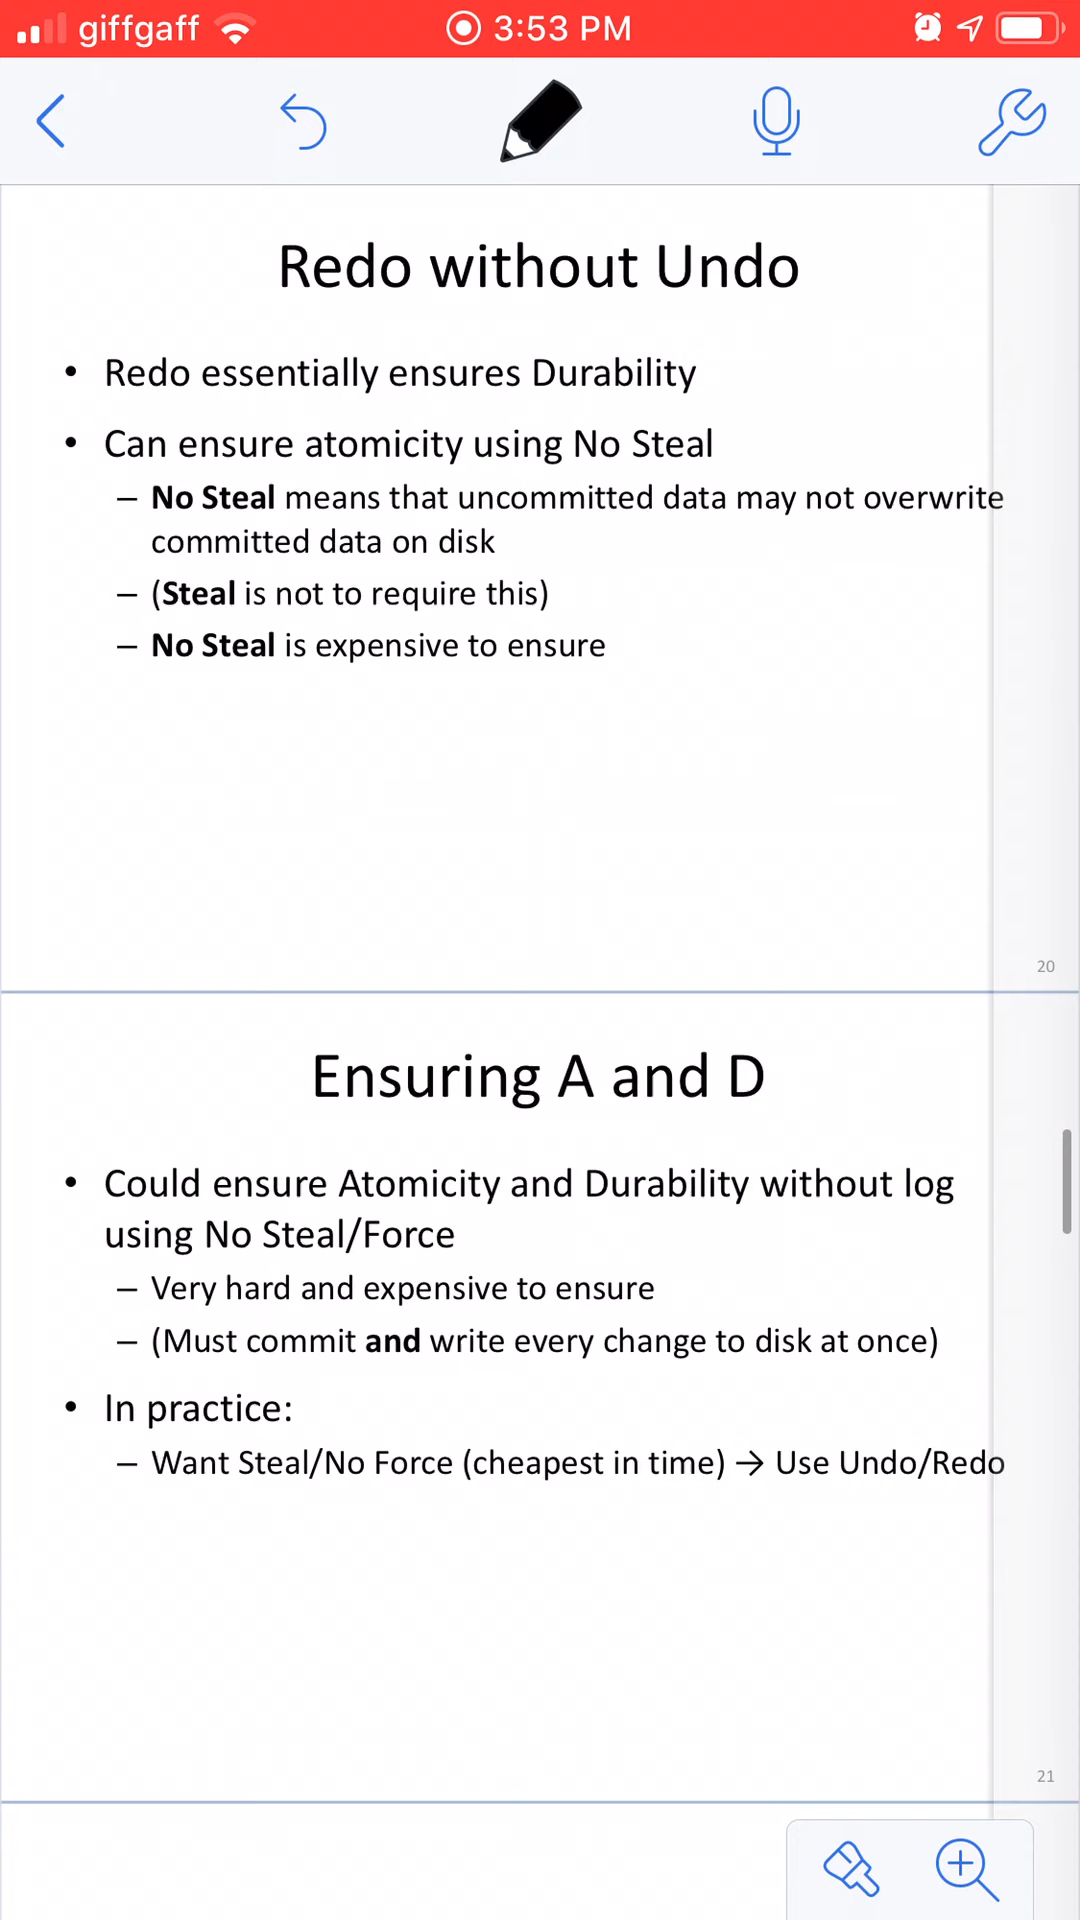 giffgaff 3:53 PM
Redo without Undo
• Redo essentially ensures Durability
• Can ensure atomicity using No Steal
– No Steal means that uncommitted data may not overwrite
committed data on disk
– (Steal is not to require this)
– No Steal is expensive to ensure
20
Ensuring A and D
• Could ensure Atomicity and Durability without log
using No Steal/Force
– Very hard and expensive to ensure
– (Must commit and write every change to disk at once)
• In practice:
– Want Steal/No Force (cheapest in time) → Use Undo/Redo
21